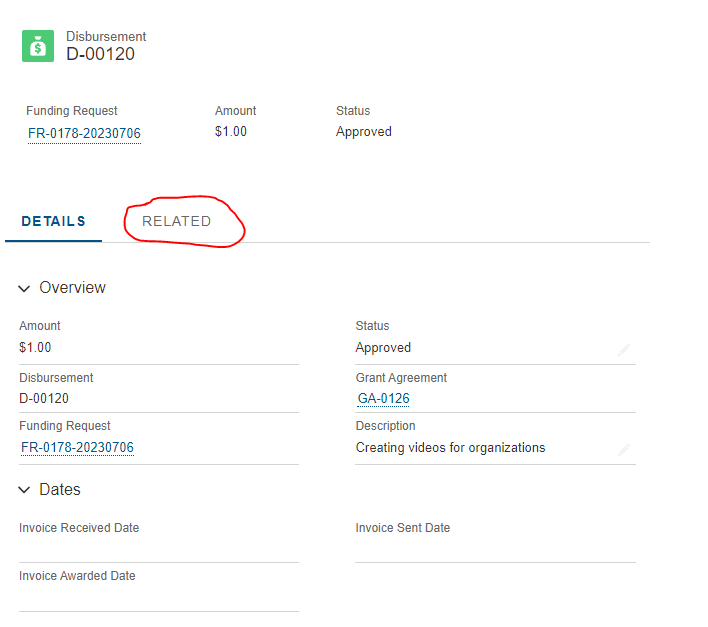 Disbursement
D-00120
Funding Request Amount Status
FR-0178-20230706 $1.00 Approved
DETAILS RELATED
Overview
Amount Status
$1.00 Approved
Disbursement Grant Agreement
D-00120 GA-0126
Funding Request Description
FR-0178-20230706 Creating videos for organizations
Dates
Invoice Received Date Invoice Sent Date
Invoice Awarded Date